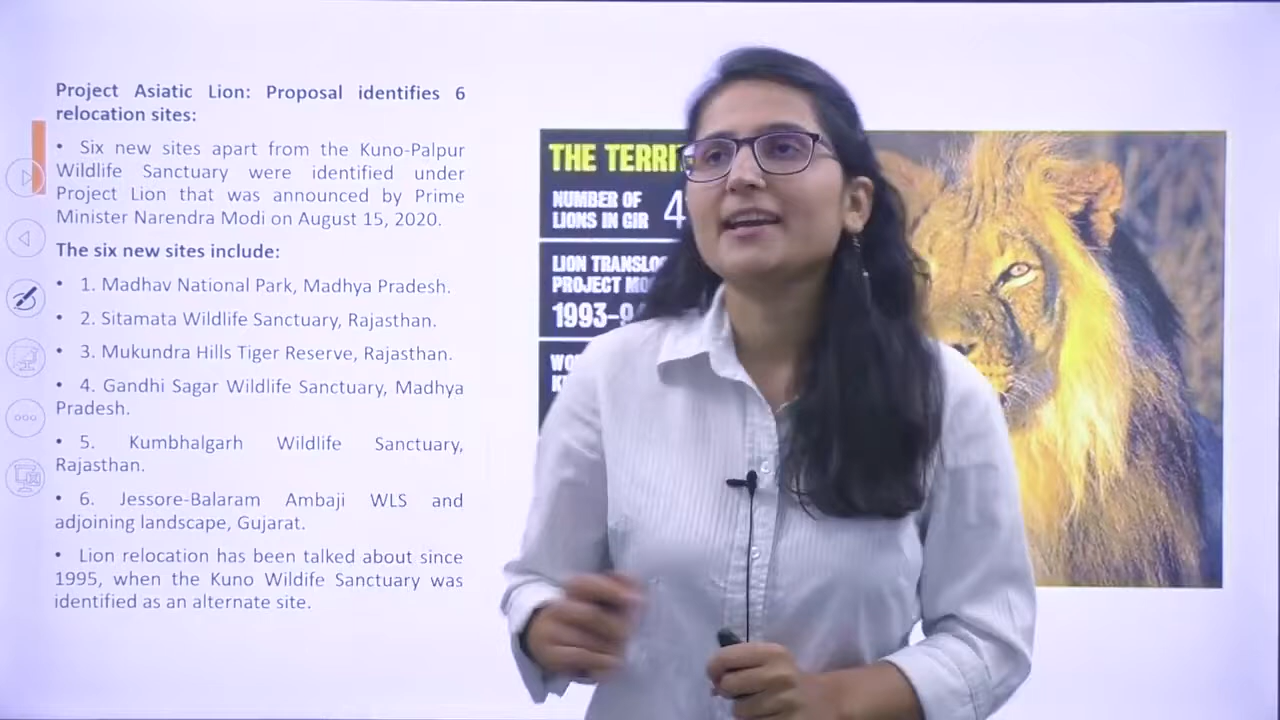 Project Asiatic Lion: Proposal identifies 6
relocation sites:
• Six new sites apart from the Kuno-Palpur
Wildlife Sanctuary were identified under
Project Lion that was announced by Prime
Minister Narendra Modi on August 15, 2020.
The six new sites include:
• 1. Madhav National Park, Madhya Pradesh.
• 2. Sitamata Wildlife Sanctuary, Rajasthan.
• 3. Mukundra Hills Tiger Reserve, Rajasthan.
• 4. Gandhi Sagar Wildlife Sanctuary, Madhya
Pradesh.
• 5. Kumbhalgarh Wildlife Sanctuary,
Rajasthan.
• 6. Jessore-Balaram Ambaji WLS and
adjoining landscape, Gujarat.
• Lion relocation has been talked about since
1995, when the Kuno Wildife Sanctuary was
identified as an alternate site.
THE
NUMBER OF
LIONS IN GIR
LION
PROJECT